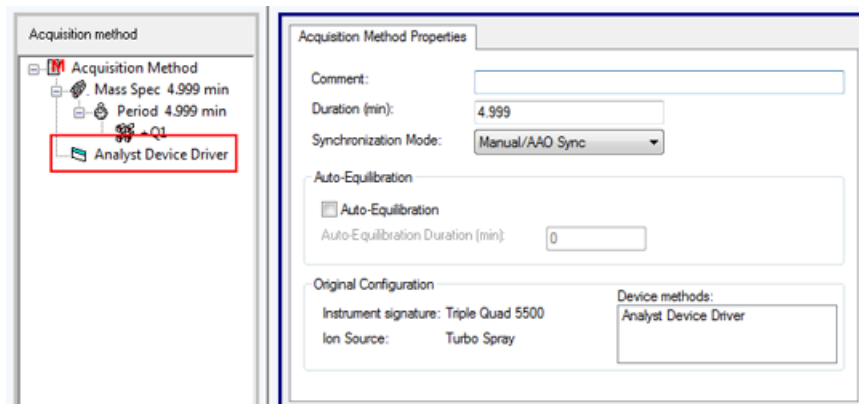 Acquisition method
Acquisition Method
Mass Spec 4.999 min
Period 4.999 min
+Q1
Analyst Device Driver
Acquisition Method Properties
Comment:
Duration (min): 4.999
Synchronization Mode: Manual/AAO Sync
Auto-Equilibration
Auto-Equilibration
Auto-Equilibration Duration (min): 0
Original Configuration
Instrument signature: Triple Quad 5500
Ion Source: Turbo Spray
Device methods:
Analyst Device Driver